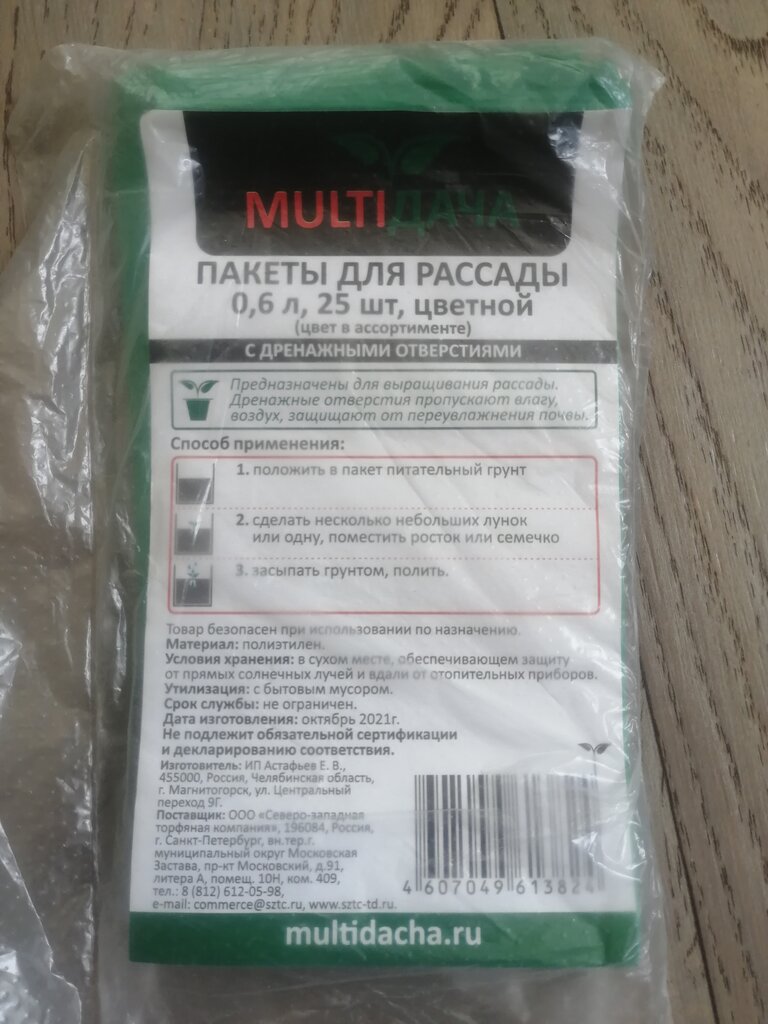 MULTIДАЧА
ПАКЕТЫ ДЛЯ РАССАДЫ
0,6 л, 25 шт, цветной
(цвет в ассортименте)
С ДРЕНАЖНЫМИ ОТВЕРСТИЯМИ
Предназначены для выращивания рассады.
Дренажные отверстия пропускают влагу,
воздух, защищают от переувлажнения почвы.
Способ применения:
1. положить в пакет питательный грунт
2. сделать несколько небольших лунок
или одну, поместить росток или семечко
3. засыпать грунтом, полить.
Товар безопасен при использовании по назначению.
Материал: полиэтилен.
Условия хранения: в сухом месте, обеспечивающем защиту
от прямых солнечных лучей и вдали от отопительных приборов.
Утилизация: с бытовым мусором.
Срок службы: не ограничен.
Дата изготовления: октябрь 2021г.
Не подлежит обязательной сертификации
и декларированию соответствия.
Изготовитель: ИП Астафьев Е. В.,
455000, Россия, Челябинская область,
г. Магнитогорск, ул. Центральный
переход 9Г.
Поставщик: ООО «Северо-западная
торфяная компания», 196084, Россия,
г. Санкт-Петербург, вн.тер.г.
муниципальный округ Московская
Застава, пр-кт Московский, д.91,
литера А, помещ. 10Н, ком. 409,
тел.: 8 (812) 612-05-98,
e-mail: commerce@sztc.ru, www.sztc-td.ru.
4 607049 613824
multidacha.ru